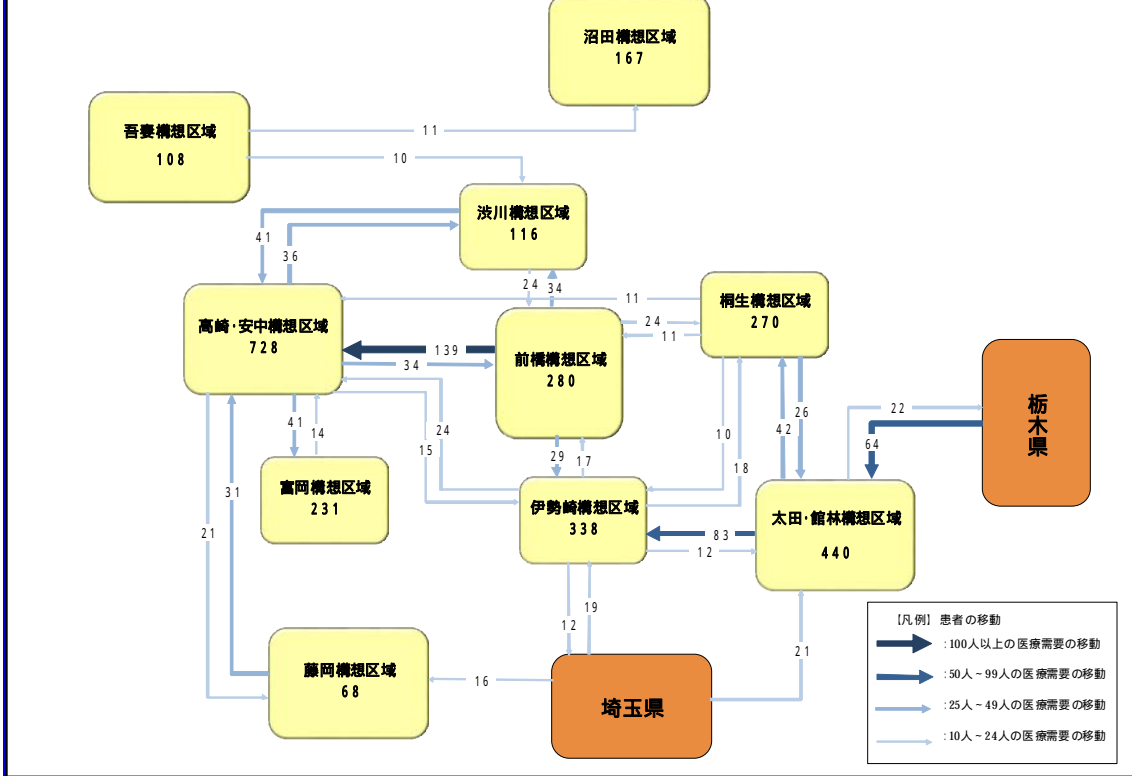 沼田構想区域
167
吾妻構想区域
108
11
10
渋川構想区域
116
41
36
24
34
高崎・安中構想区域
728
11
桐生構想区域
270
24
11
139
34
前橋構想区域
280
栃木県
22
64
41
14
15
24
29
17
10
18
42
26
富岡構想区域
231
31
21
伊勢崎構想区域
338
太田・館林構想区域
440
83
12
12
19
藤岡構想区域
68
16
埼玉県
21
【凡例】患者の移動
：100人以上の医療需要の移動
：50人～99人の医療需要の移動
：25人～49人の医療需要の移動
：10人～24人の医療需要の移動